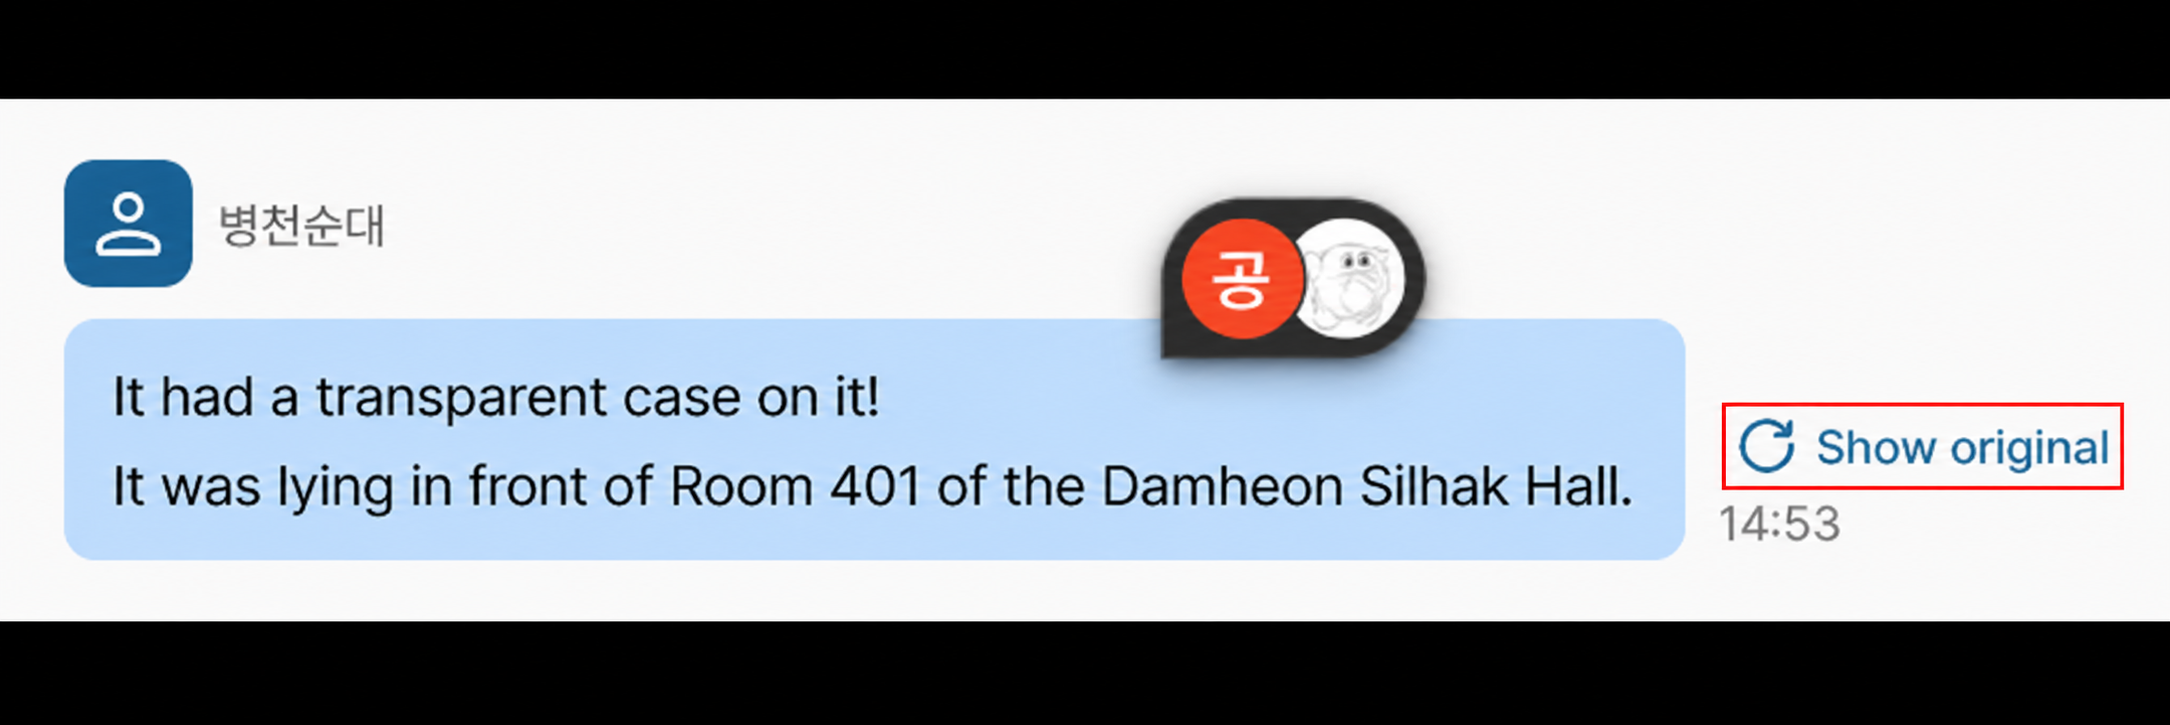 병천순대
공
It had a transparent case on it!
It was lying in front of Room 401 of the Damheon Silhak Hall.
Show original
14:53